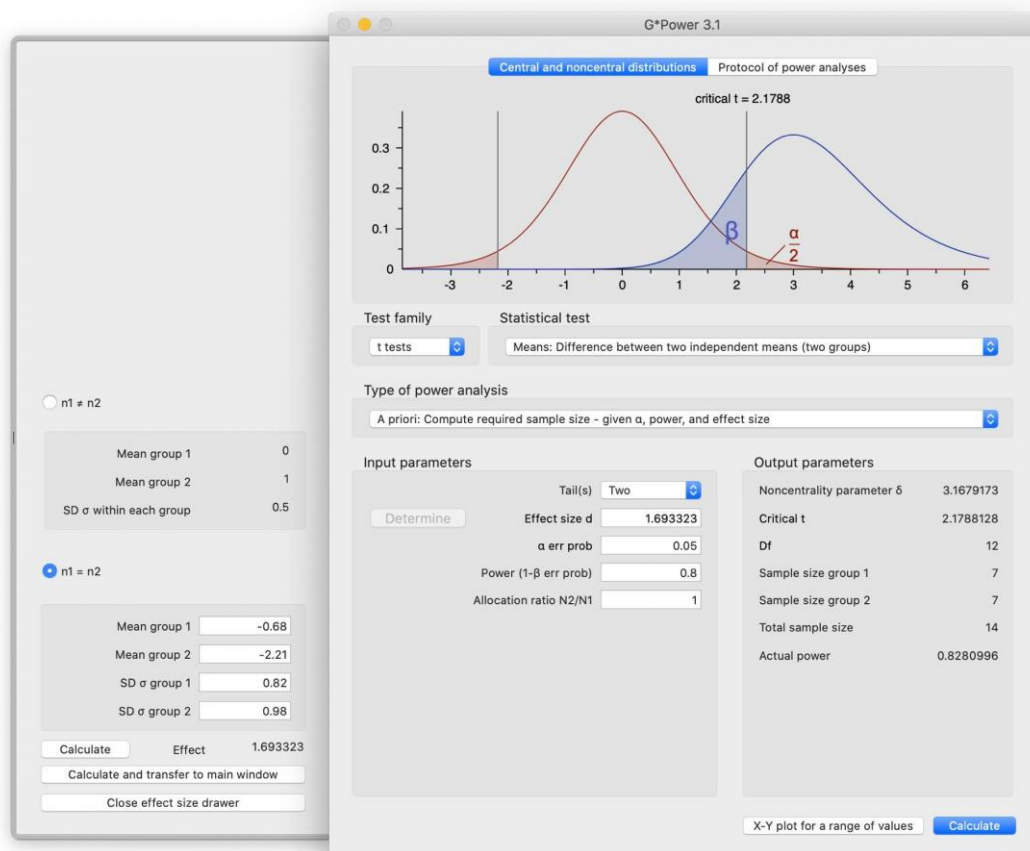 G*Power 3.1
Central and noncentral distributions Protocol of power analyses
critical t = 2.1788
0.3
0.2
0.1
0
β
α
2
-3 -2 -1 0 1 2 3 4 5 6
Test family Statistical test
t tests Means: Difference between two independent means (two groups)
Type of power analysis
A priori: Compute required sample size - given α, power, and effect size
Input parameters
Tail(s) Two
Determine Effect size d 1.693323
α err prob 0.05
Power (1-β err prob) 0.8
Allocation ratio N2/N1 1
Output parameters
Noncentrality parameter δ 3.1679173
Critical t 2.1788128
Df 12
Sample size group 1 7
Sample size group 2 7
Total sample size 14
Actual power 0.8280996
X-Y plot for a range of values Calculate
n1 ≠ n2
Mean group 1 0
Mean group 2 1
SD σ within each group 0.5
n1 = n2
Mean group 1 -0.68
Mean group 2 -2.21
SD σ group 1 0.82
SD σ group 2 0.98
Calculate Effect 1.693323
Calculate and transfer to main window
Close effect size drawer